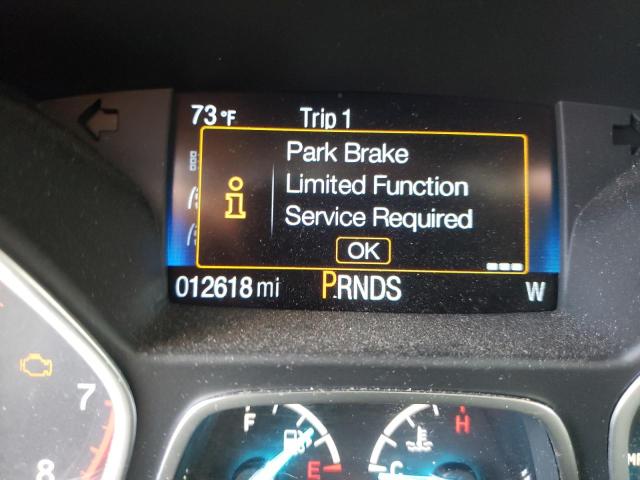 73°F Trip 1
Park Brake
Limited Function
Service Required
OK
012618 mi PRNDS W
7
8
F
E
H
C